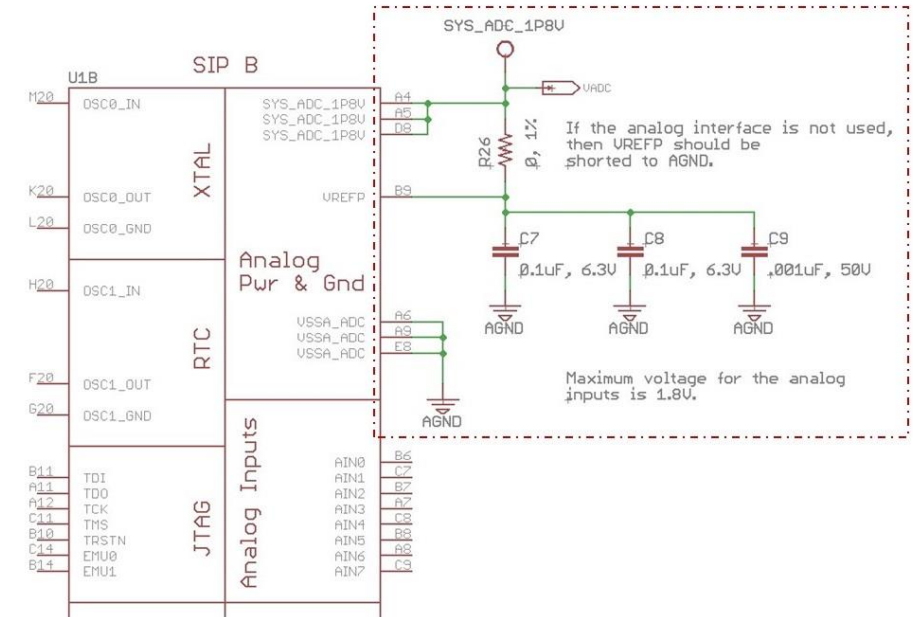 SYS_ADC_1P8V
SIP B
U1B
VADC
M20 OSC0_IN
SYS_ADC_1P8V A4
SYS_ADC_1P8V A5
SYS_ADC_1P8V D8
XTAL
R26
0, 1%
If the analog interface is not used,
then VREFP should be
shorted to AGND.
K20 OSC0_OUT
VREFP B9
L20 OSC0_GND
C7
0.1uF, 6.3V
C8
0.1uF, 6.3V
C9
.001uF, 50V
Analog
Pwr & Gnd
H20 OSC1_IN
AGND
AGND
AGND
VSSA_ADC A6
VSSA_ADC A9
VSSA_ADC E8
RTC
F20 OSC1_OUT
G20 OSC1_GND
AGND
Maximum voltage for the analog
inputs is 1.8V.
Analog Inputs
B11 TDI
A11 TDO
A12 TCK
C11 TMS
B10 TRSTN
C14 EMU0
B14 EMU1
JTAG
AIN0 B6
AIN1 C7
AIN2 B7
AIN3 A7
AIN4 C8
AIN5 B8
AIN6 A8
AIN7 C9